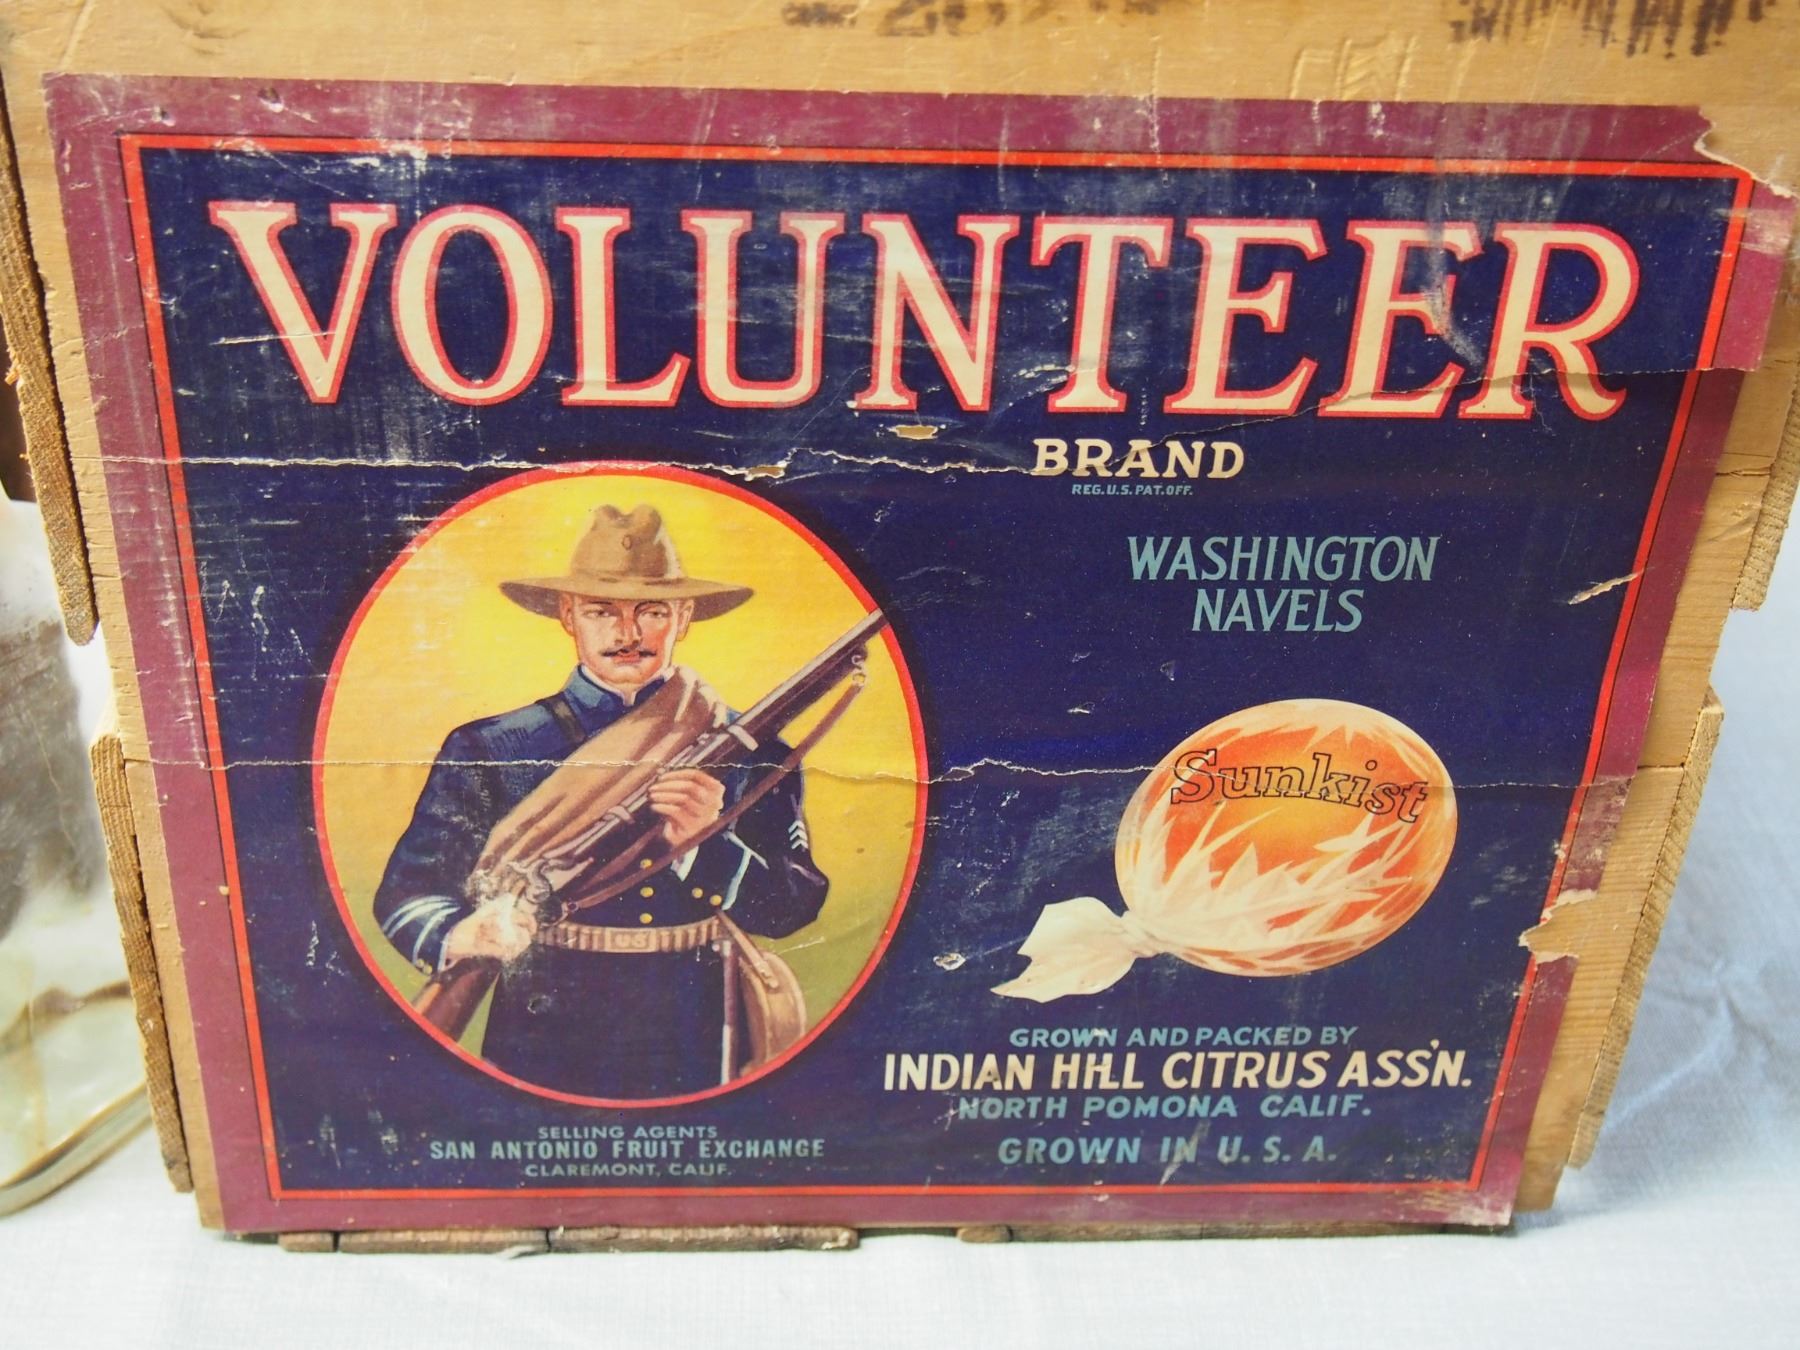 VOLUNTEER
BRAND
REG. U.S. PAT. OFF.
WASHINGTON
NAVELS
Sunkist
US
GROWN AND PACKED BY
INDIAN HILL CITRUS ASS'N.
NORTH POMONA CALIF.
GROWN IN U. S. A.
SELLING AGENTS
SAN ANTONIO FRUIT EXCHANGE
CLAREMONT, CALIF.